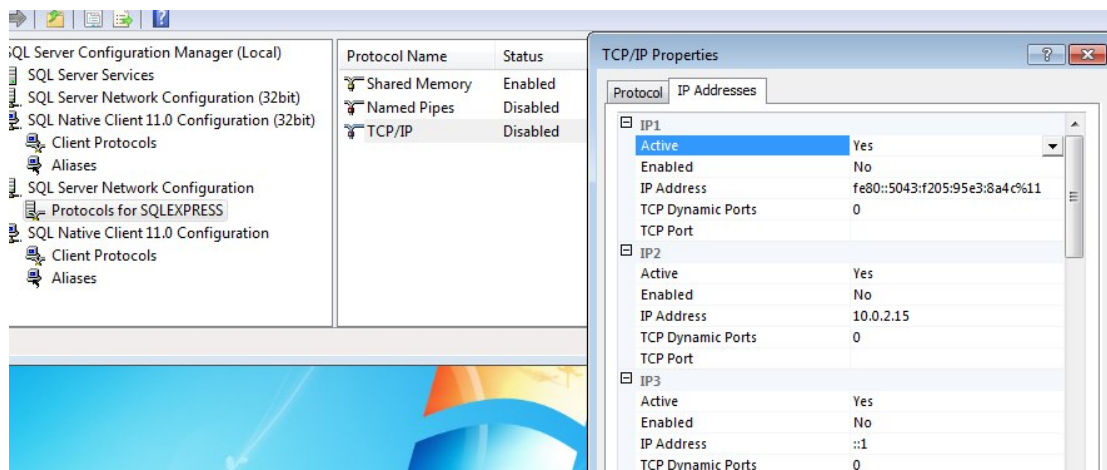 SQL Server Configuration Manager (Local)
SQL Server Services
SQL Server Network Configuration (32bit)
SQL Native Client 11.0 Configuration (32bit)
Client Protocols
Aliases
SQL Server Network Configuration
Protocols for SQLEXPRESS
SQL Native Client 11.0 Configuration
Client Protocols
Aliases
Protocol Name Status
Shared Memory Enabled
Named Pipes Disabled
TCP/IP Disabled
TCP/IP Properties
Protocol IP Addresses
IP1
Active Yes
Enabled No
IP Address fe80::5043:f205:95e3:8a4c%11
TCP Dynamic Ports 0
TCP Port
IP2
Active Yes
Enabled No
IP Address 10.0.2.15
TCP Dynamic Ports 0
TCP Port
IP3
Active Yes
Enabled No
IP Address ::1
TCP Dynamic Ports 0